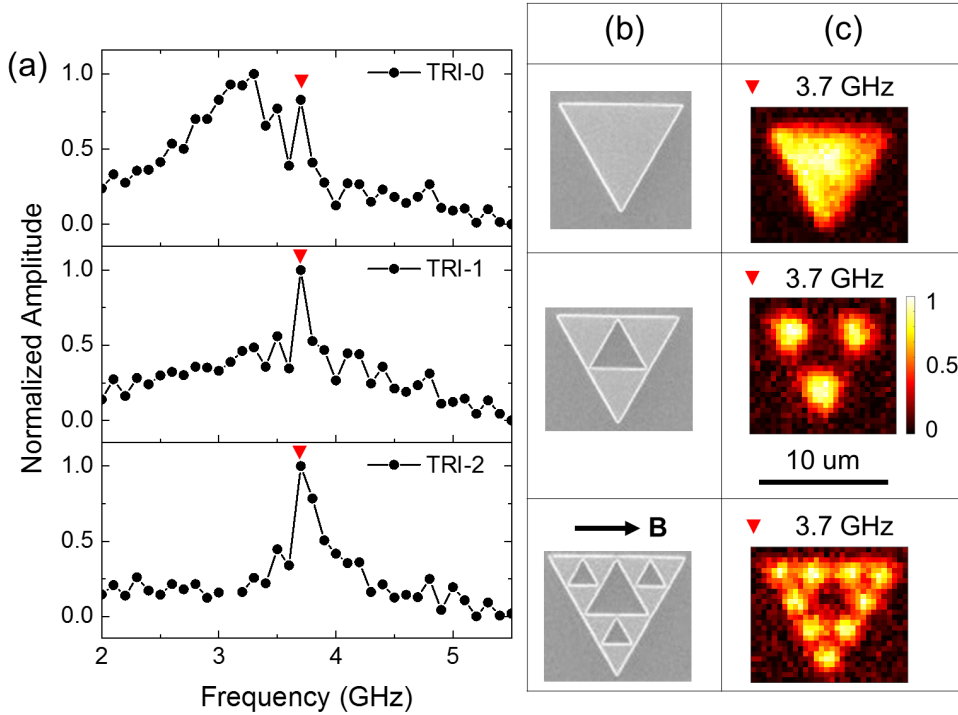 (a)
Normalized Amplitude
1.0
0.5
0.0
TRI-0
1.0
0.5
0.0
TRI-1
1.0
0.5
0.0
TRI-2
2 3 4 5
Frequency (GHz)
(b)
(c)
3.7 GHz
3.7 GHz
1
0.5
0
10 um
B
3.7 GHz